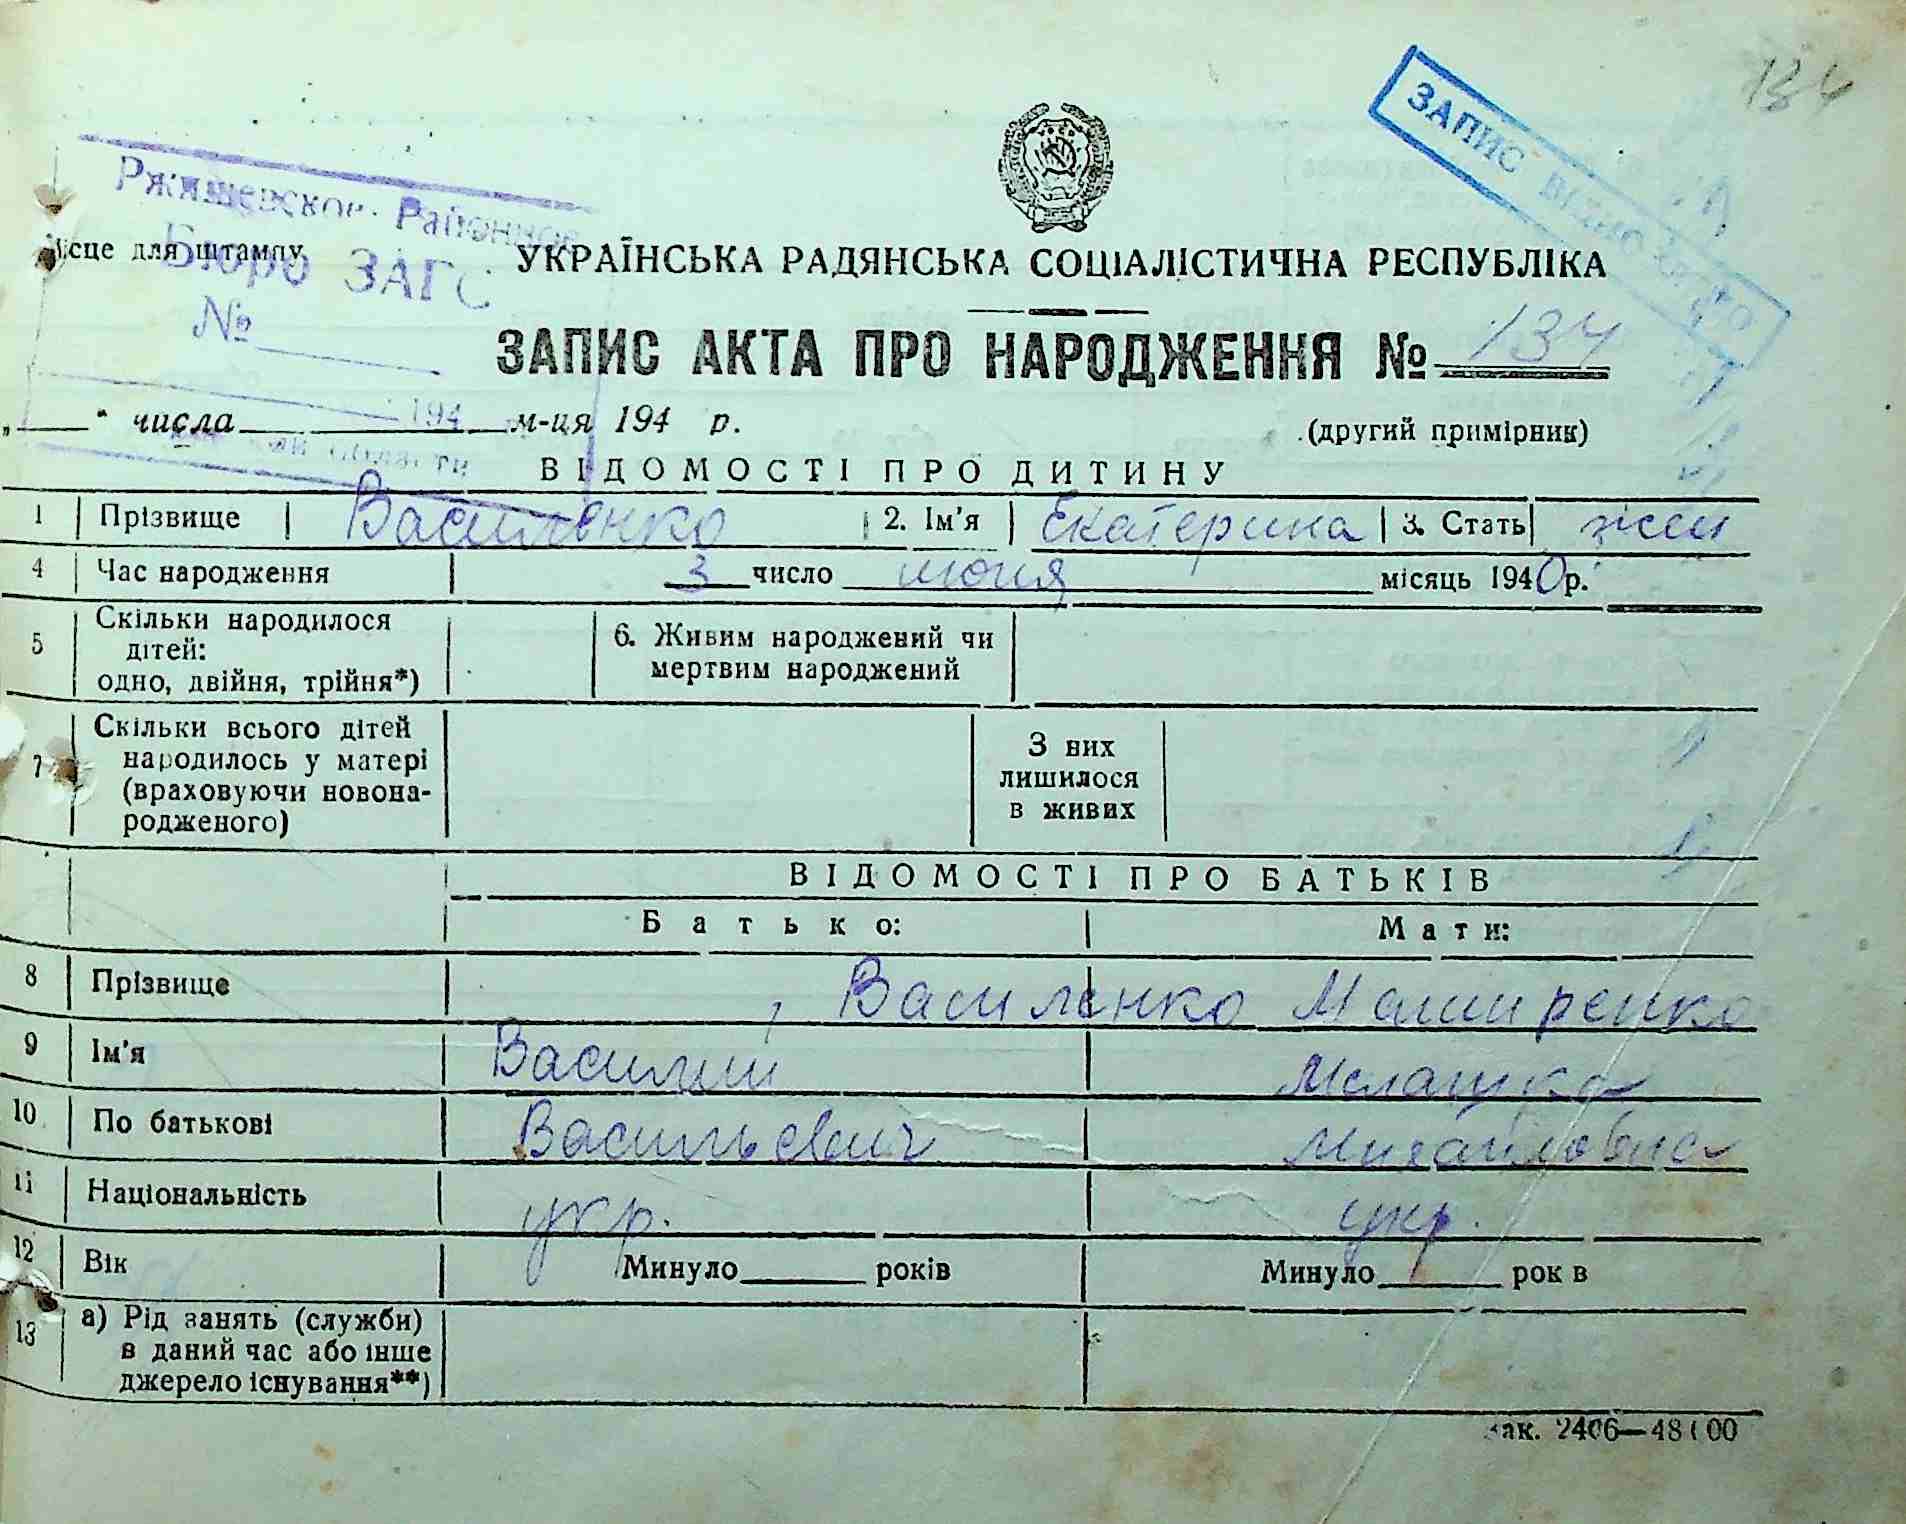 134
ЗАПИС ВІДНОВЛЕНО
Ржищевское Районное
Бюро ЗАГС
№
194
области
Місце для штампу
УКРАЇНСЬКА РАДЯНСЬКА СОЦІАЛІСТИЧНА РЕСПУБЛІКА
ЗАПИС АКТА ПРО НАРОДЖЕННЯ № 134
„ " числа м-ця 194 р. (другий примірник)
ВІДОМОСТІ ПРО ДИТИНУ
1 Прізвище Василенко 2. Ім'я Екатерина 3. Стать жен
4 Час народження 3 число июня місяць 1940 р.
5 Скільки народилося дітей: одно, двійня, трійня*) 6. Живим народжений чи мертвим народжений
7 Скільки всього дітей народилось у матері (враховуючи новонародженого) З них лишилося в живих
ВІДОМОСТІ ПРО БАТЬКІВ
Батько: Мати:
8 Прізвище Василенко
9 Ім'я Василий Мелашка
10 По батькові Васильевич Михайловна
11 Національність укр. укр.
12 Вік Минуло років Минуло рок в
13 а) Рід занять (служби) в даний час або інше джерело існування**)
зак. 2406—48000